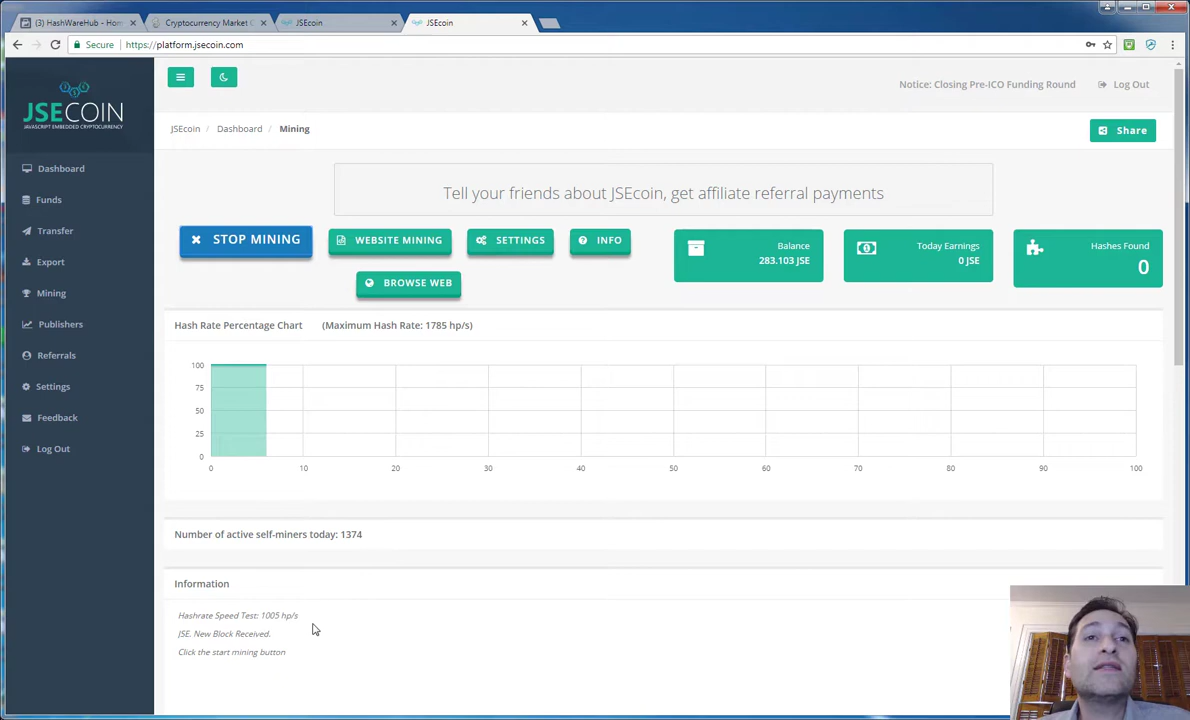 (3) HashWareHub - Hom
Cryptocurrency Market C
JSEcoin
JSEcoin
Secure
https://platform.jsecoin.com
JSECOIN
JAVASCRIPT EMBEDDED CRYPTOCURRENCY
Notice: Closing Pre-ICO Funding Round
Log Out
JSEcoin / Dashboard / Mining
Share
Dashboard
Funds
Transfer
Export
Mining
Publishers
Referrals
Settings
Feedback
Log Out
Tell your friends about JSEcoin, get affiliate referral payments
STOP MINING
WEBSITE MINING
SETTINGS
INFO
BROWSE WEB
Balance
283.103 JSE
Today Earnings
0 JSE
Hashes Found
0
Hash Rate Percentage Chart (Maximum Hash Rate: 1785 hp/s)
100
75
50
25
0
0 10 20 30 40 50 60 70 80 90 100
Number of active self-miners today: 1374
Information
Hashrate Speed Test: 1005 hp/s
JSE. New Block Received.
Click the start mining button